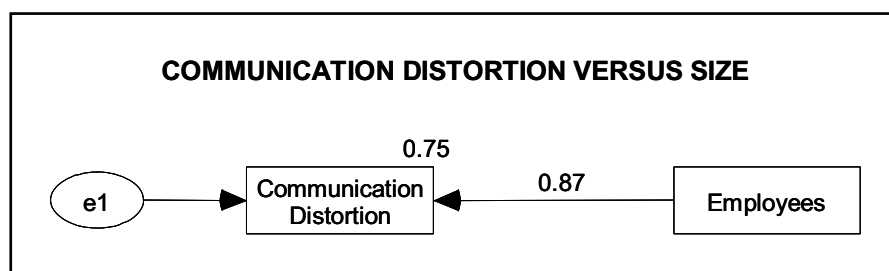 COMMUNICATION DISTORTION VERSUS SIZE
0.75
e1
Communication
Distortion
0.87
Employees